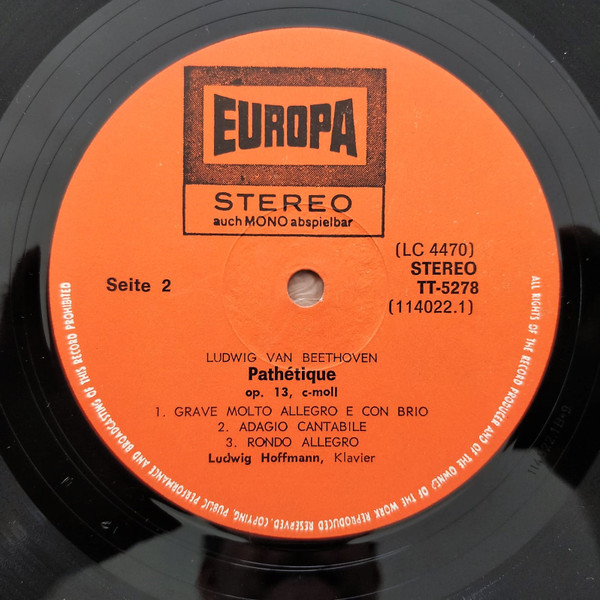 EUROPA
STEREO
auch MONO abspielbar
(LC 4470)
STEREO
Seite 2
TT-5278
(114022.1)
LUDWIG VAN BEETHOVEN
Pathétique
op. 13, c-moll
1. GRAVE MOLTO ALLEGRO E CON BRIO
2. ADAGIO CANTABILE
3. RONDO ALLEGRO
Ludwig Hoffmann, Klavier
ALL RIGHTS OF THE RECORD PRODUCER AND OF THE OWNER OF THE WORK REPRODUCED RESERVED. COPYING, PUBLIC PERFORMANCE AND BROADCASTING OF THIS RECORD PROHIBITED